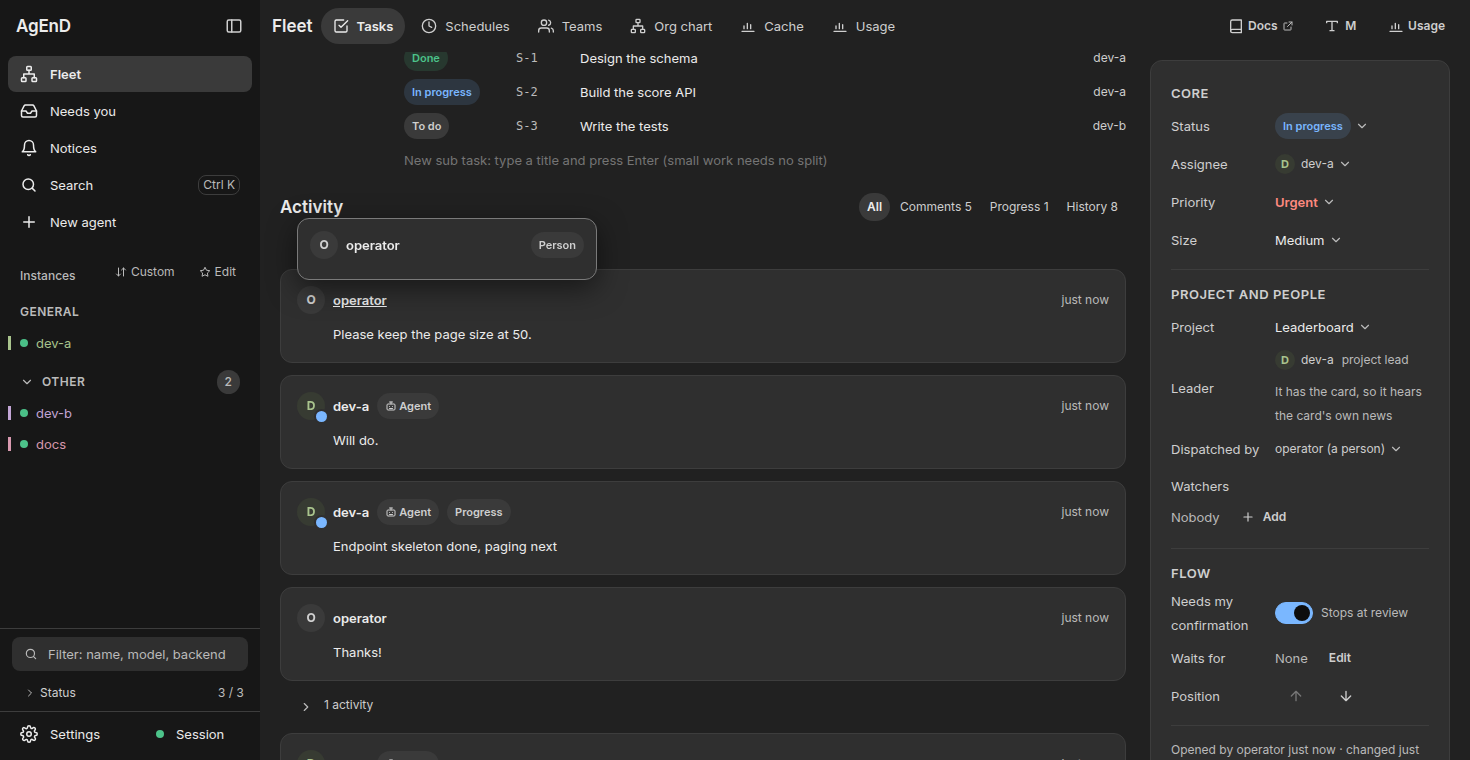 AgEnD
Fleet
Needs you
Notices
Search
Ctrl K
New agent
Instances
Custom
Edit
GENERAL
dev-a
OTHER
2
dev-b
docs
Filter: name, model, backend
Status
3 / 3
Settings
Session
Fleet
Tasks
Schedules
Teams
Org chart
Cache
Usage
Docs
M
Usage
Done S-1 Design the schema dev-a
In progress S-2 Build the score API dev-a
To do S-3 Write the tests dev-b
New sub task: type a title and press Enter (small work needs no split)
Activity
All
Comments 5
Progress 1
History 8
O operator Person
O operator just now
Please keep the page size at 50.
D dev-a Agent just now
Will do.
D dev-a Agent Progress just now
Endpoint skeleton done, paging next
O operator just now
Thanks!
1 activity
CORE
Status In progress
Assignee D dev-a
Priority Urgent
Size Medium
PROJECT AND PEOPLE
Project Leaderboard
D dev-a project lead
Leader
It has the card, so it hears
the card's own news
Dispatched by operator (a person)
Watchers
Nobody
Add
FLOW
Needs my
confirmation
Stops at review
Waits for None Edit
Position
Opened by operator just now · changed just